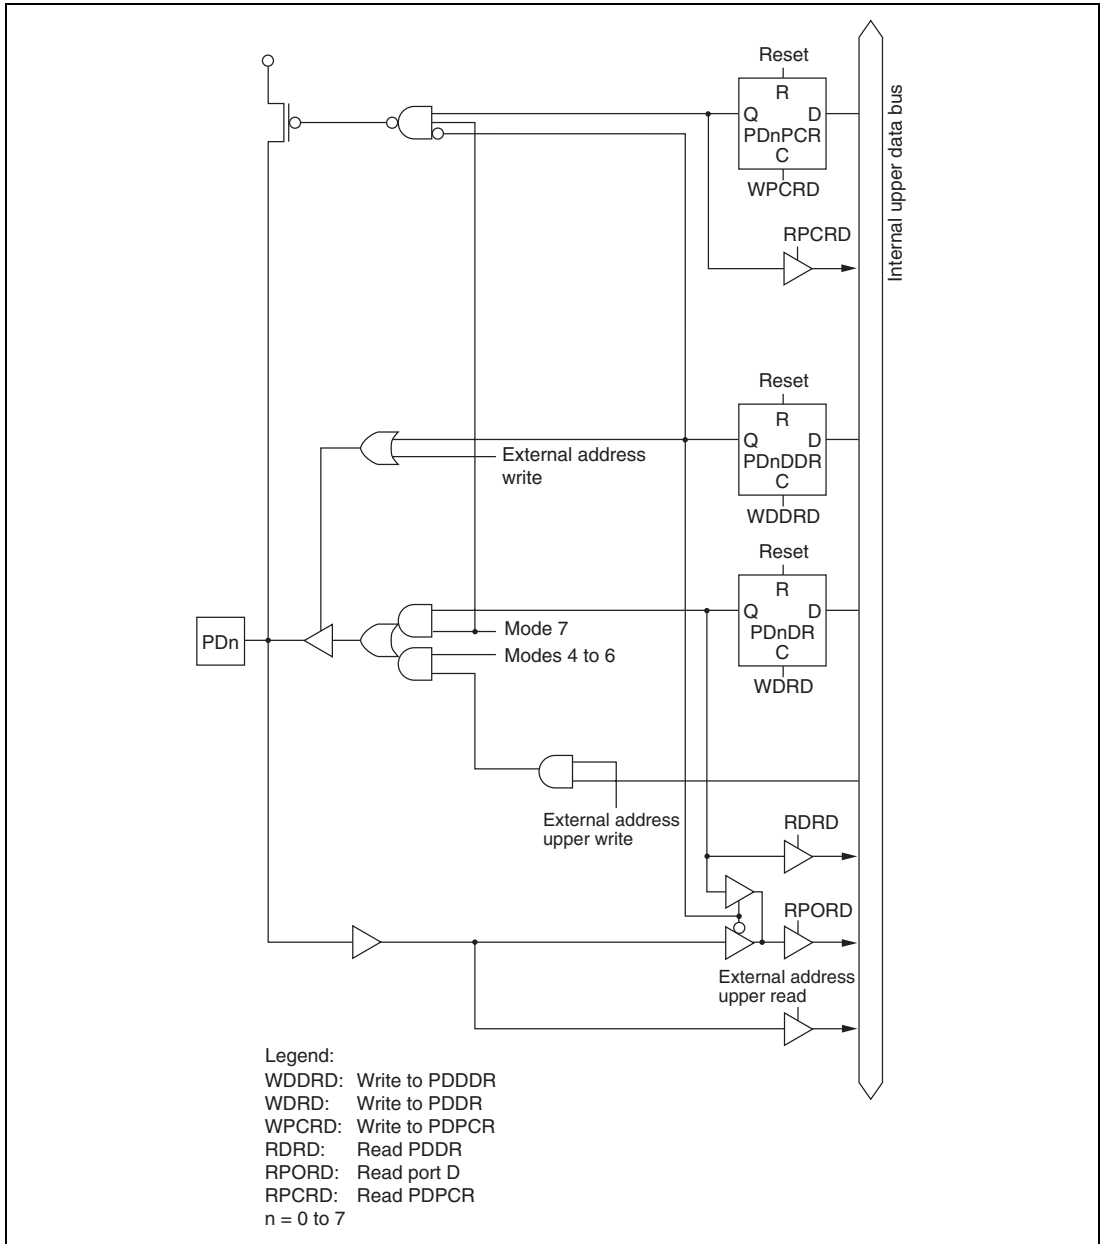 Reset
R
Q D
PDnPCR
C
WPCRD
Internal upper data bus
RPCRD
Reset
R
Q D
PDnDDR
C
WDDRD
External address
write
Reset
R
Q D
PDnDR
C
WDRD
PDn
Mode 7
Modes 4 to 6
External address
upper write
RDRD
RPORD
External address
upper read
Legend:
WDDRD: Write to PDDDR
WDRD: Write to PDDR
WPCRD: Write to PDPCR
RDRD: Read PDDR
RPORD: Read port D
RPCRD: Read PDPCR
n = 0 to 7